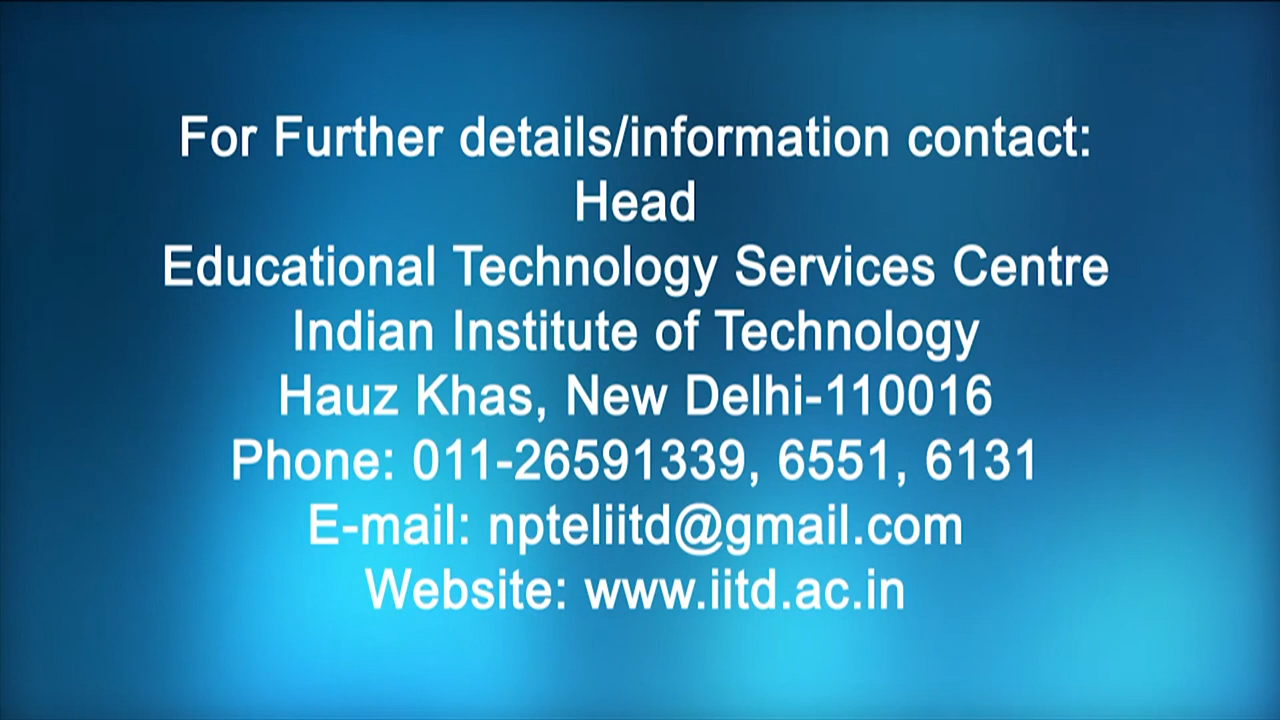 For Further details/information contact:
Head
Educational Technology Services Centre
Indian Institute of Technology
Hauz Khas, New Delhi-110016
Phone: 011-26591339, 6551, 6131
E-mail: npteliitd@gmail.com
Website: www.iitd.ac.in